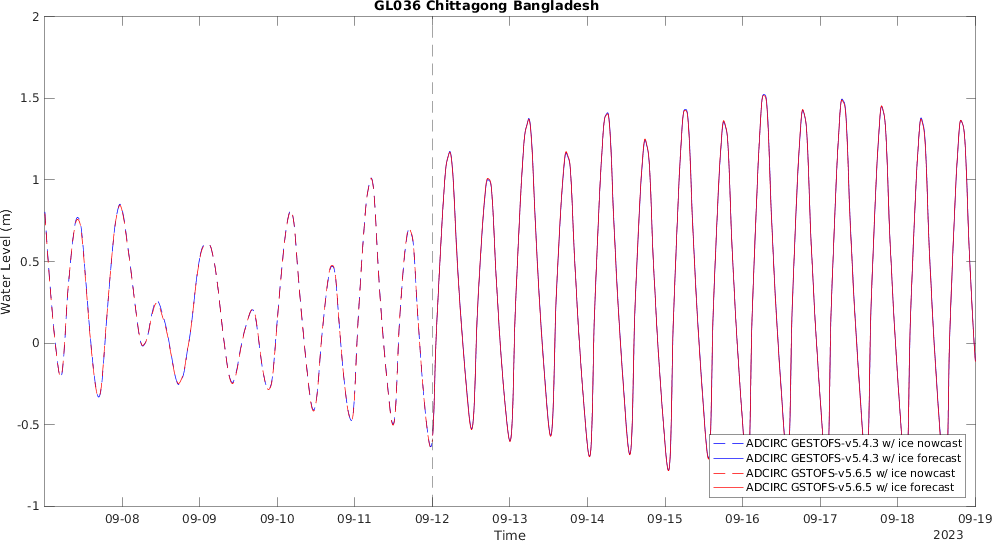 GL036 Chittagong Bangladesh
Water Level (m)
2
1.5
1
0.5
0
-0.5
-1
ADCIRC GESTOFS-v5.4.3 w/ ice nowcast
ADCIRC GESTOFS-v5.4.3 w/ ice forecast
ADCIRC GSTOFS-v5.6.5 w/ ice nowcast
ADCIRC GSTOFS-v5.6.5 w/ ice forecast
09-08 09-09 09-10 09-11 09-12 09-13 09-14 09-15 09-16 09-17 09-18 09-19
Time
2023